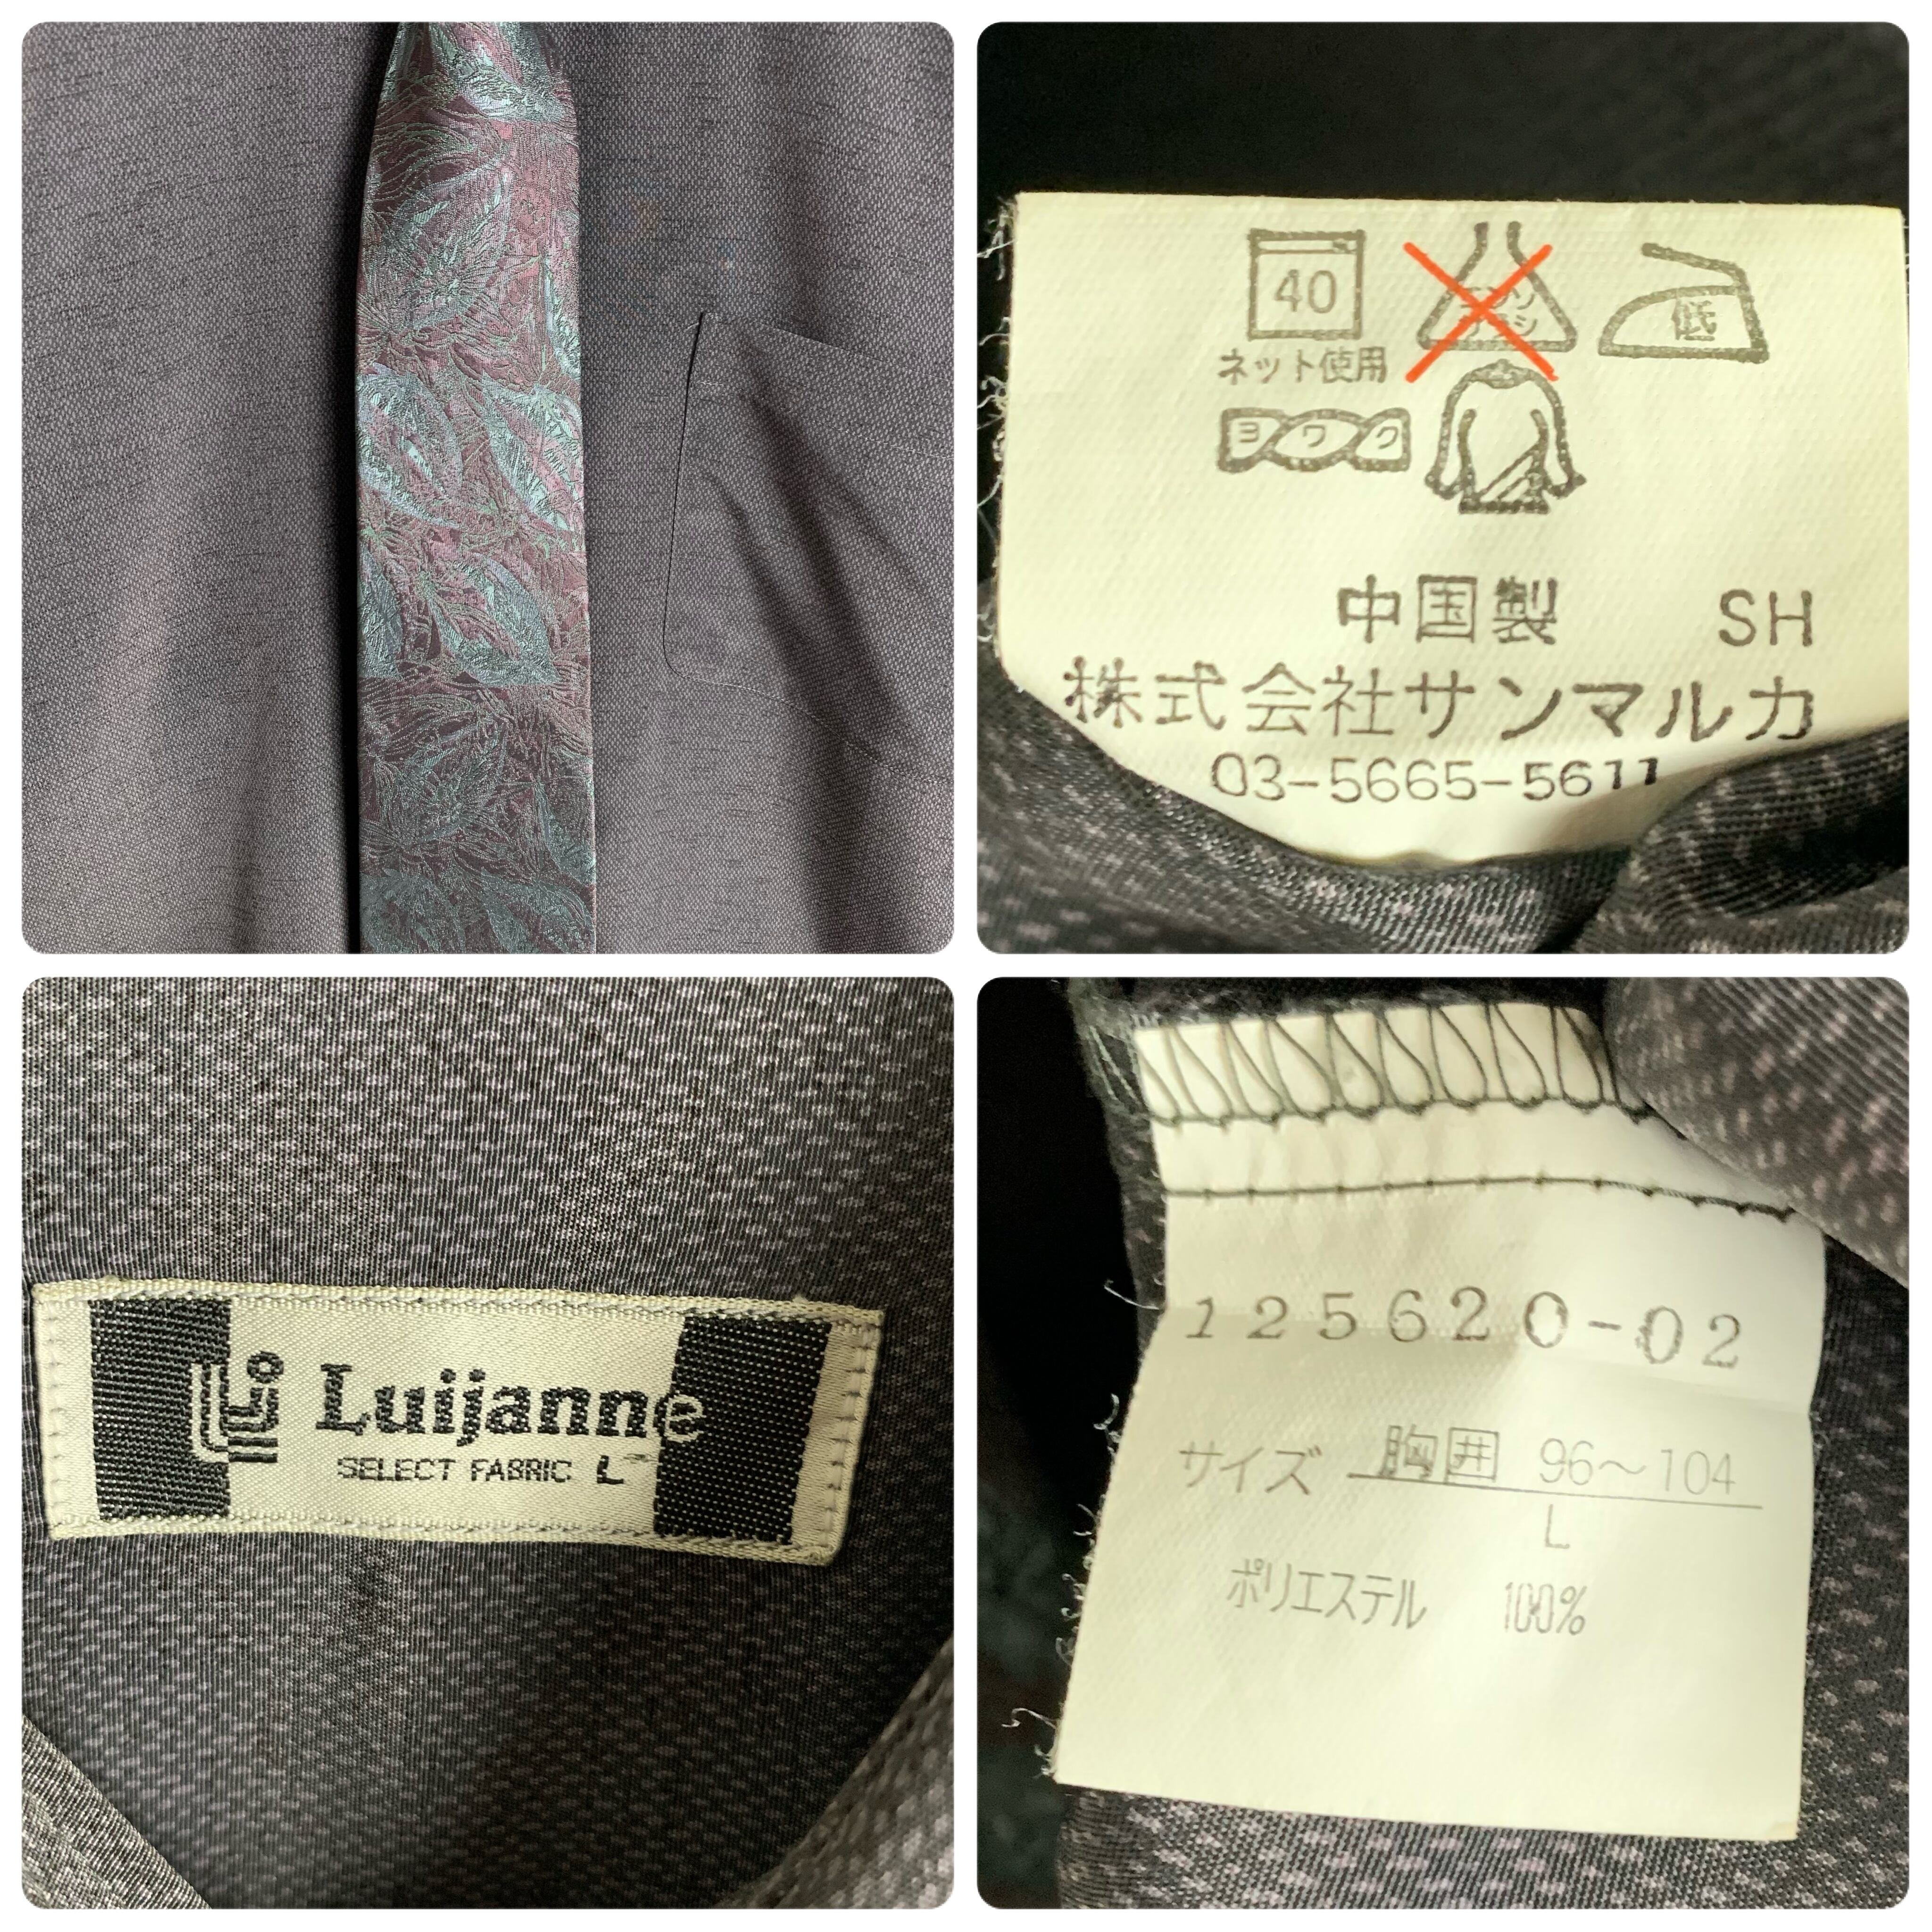 40
低
ネット使用
ヨワク
中国製 SH
株式会社サンマルカ
03-5665-5611
Luijanne
SELECT FABRIC L
125620-02
サイズ 胸囲 96～104
L
ポリエステル 100%